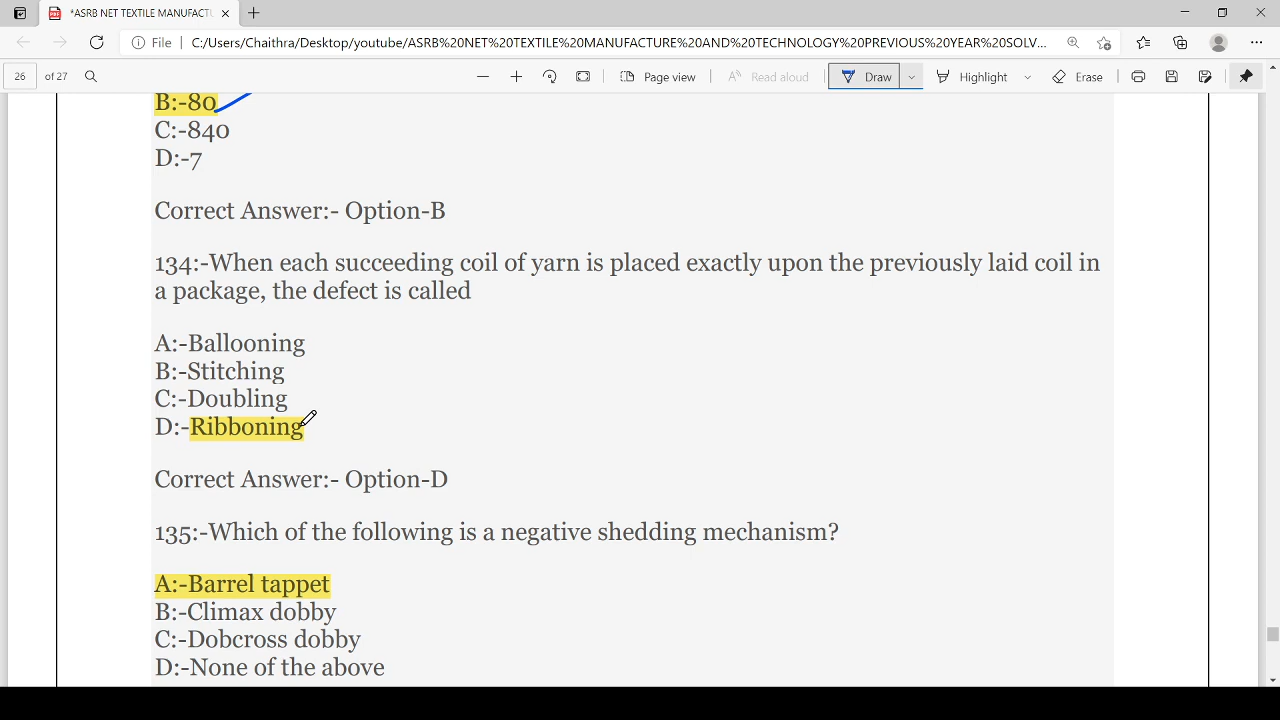 *ASRB NET TEXTILE MANUFACTU
File
C:/Users/Chaithra/Desktop/youtube/ASRB%20NET%20TEXTILE%20MANUFACTURE%20AND%20TECHNOLOGY%20PREVIOUS%20YEAR%20SOLV...
26 of 27
Page view
Read aloud
Draw
Highlight
Erase
B:-80
C:-840
D:-7
Correct Answer:- Option-B
134:-When each succeeding coil of yarn is placed exactly upon the previously laid coil in
a package, the defect is called
A:-Ballooning
B:-Stitching
C:-Doubling
D:-Ribboning
Correct Answer:- Option-D
135:-Which of the following is a negative shedding mechanism?
A:-Barrel tappet
B:-Climax dobby
C:-Dobcross dobby
D:-None of the above